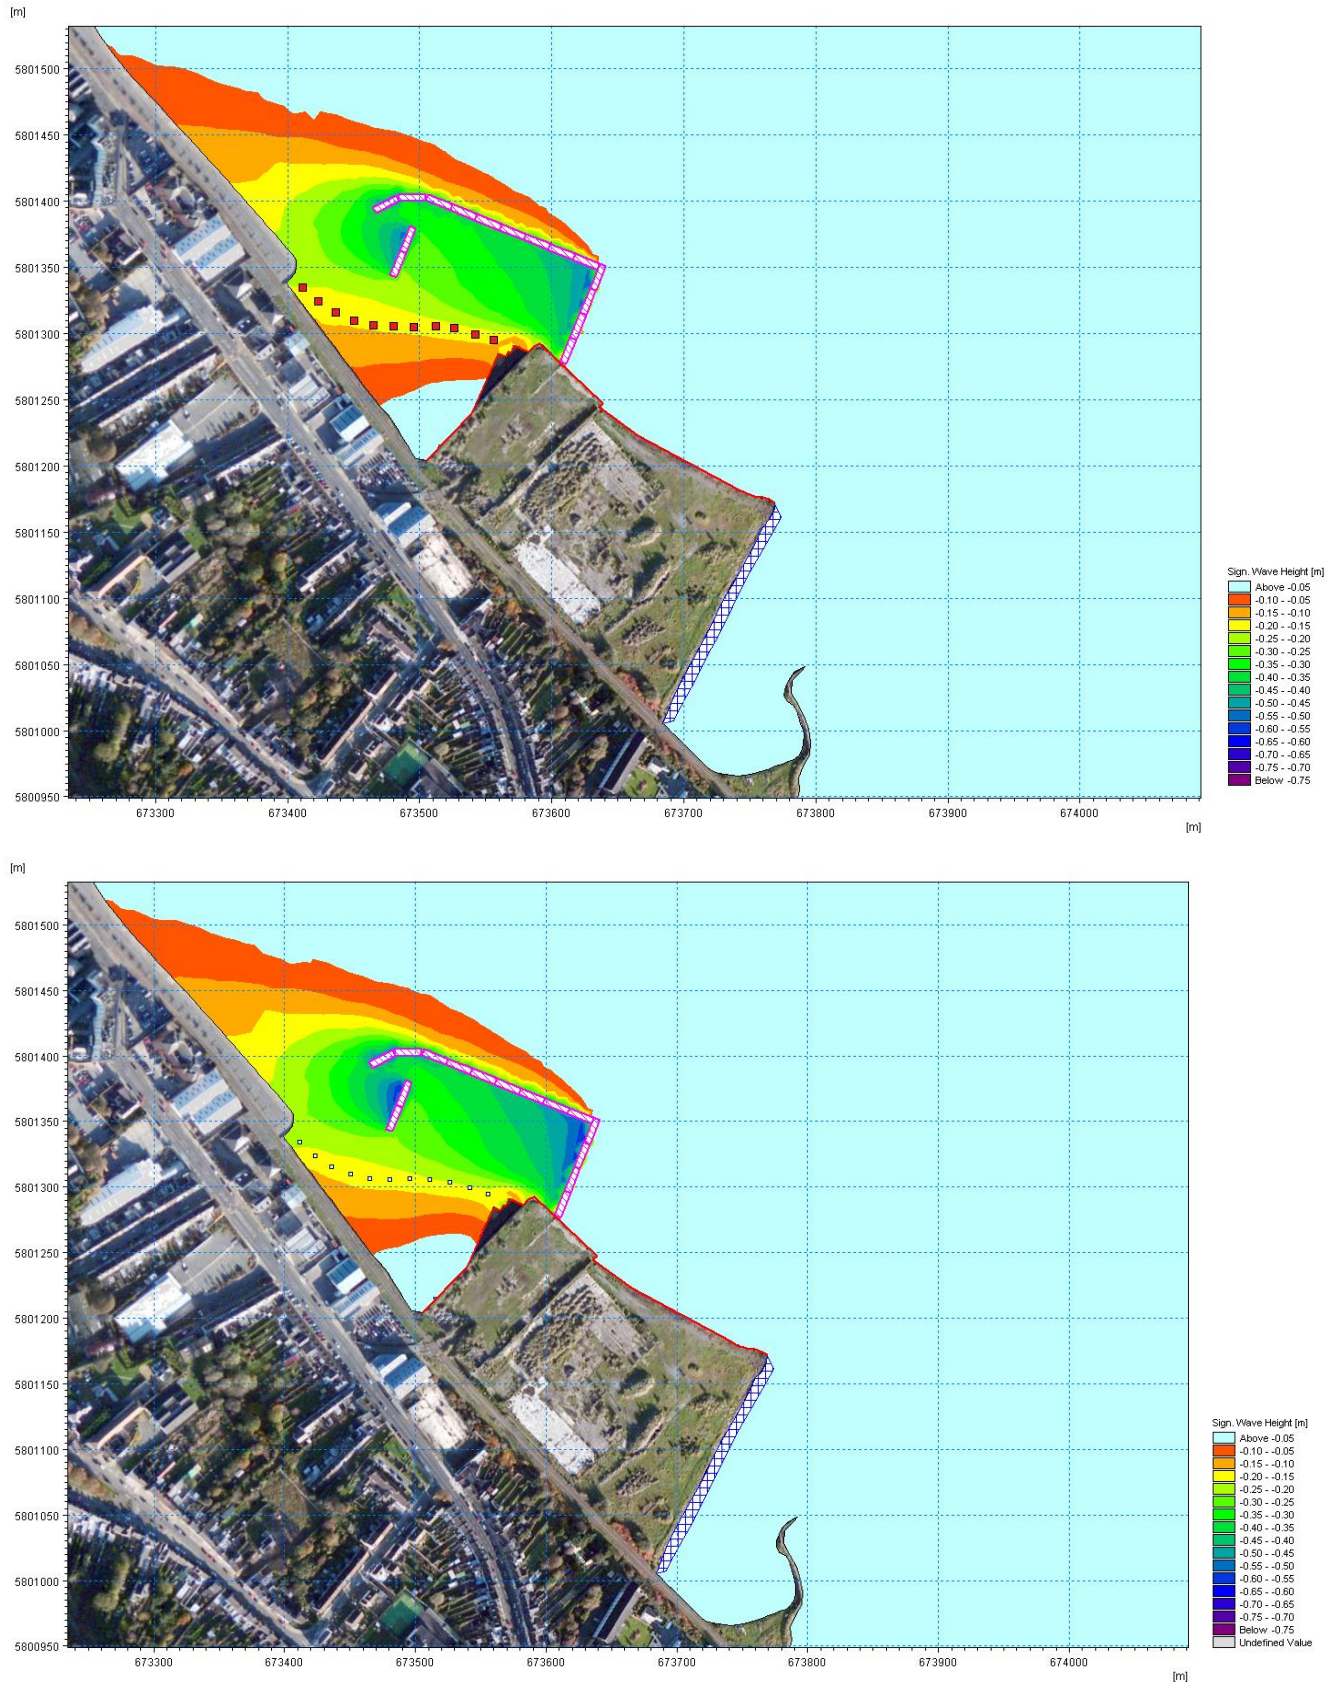 [m]
5801500
5801450
5801400
5801350
5801300
5801250
5801200
5801150
5801100
5801050
5801000
5800950
673300 673400 673500 673600 673700 673800 673900 674000
[m]
Sign. Wave Height [m]
Above -0.05
-0.10 - -0.05
-0.15 - -0.10
-0.20 - -0.15
-0.25 - -0.20
-0.30 - -0.25
-0.35 - -0.30
-0.40 - -0.35
-0.45 - -0.40
-0.50 - -0.45
-0.55 - -0.50
-0.60 - -0.55
-0.65 - -0.60
-0.70 - -0.65
-0.75 - -0.70
Below -0.75
[m]
5801500
5801450
5801400
5801350
5801300
5801250
5801200
5801150
5801100
5801050
5801000
5800950
673300 673400 673500 673600 673700 673800 673900 674000
[m]
Sign. Wave Height [m]
Above -0.05
-0.10 - -0.05
-0.15 - -0.10
-0.20 - -0.15
-0.25 - -0.20
-0.30 - -0.25
-0.35 - -0.30
-0.40 - -0.35
-0.45 - -0.40
-0.50 - -0.45
-0.55 - -0.50
-0.60 - -0.55
-0.65 - -0.60
-0.70 - -0.65
-0.75 - -0.70
Below -0.75
Undefined Value